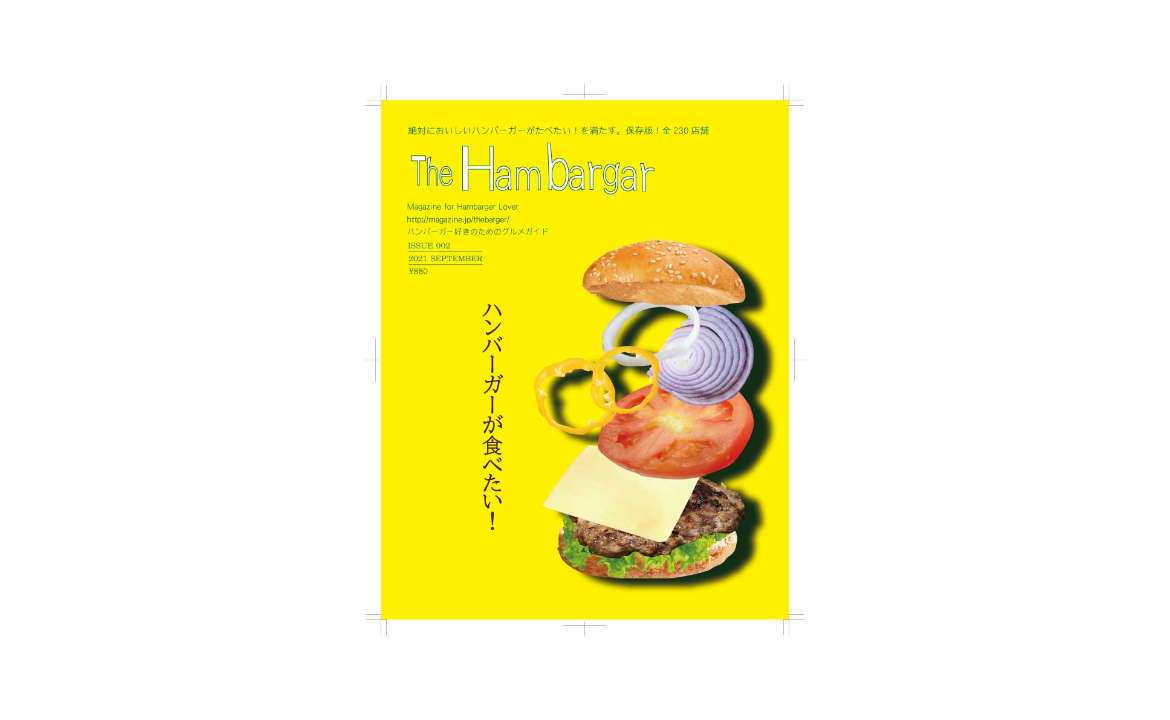 絶対においしいハンバーガーがたべたい！を満たす。保存版！全230店舗
The Hambargar
Magazine for Hambarger Lover
http://magazine.jp/thebarger/
ハンバーガー好きのためのグルメガイド
ISSUE 002
2021 SEPTEMBER
¥880
ハンバーガーが食べたい！